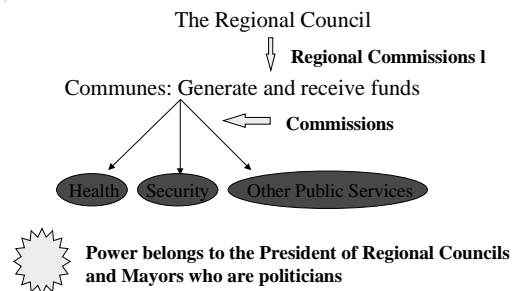 The Regional Council
Regional Commissions l
Communes: Generate and receive funds
Commissions
Health Security Other Public Services
Power belongs to the President of Regional Councils
and Mayors who are politicians